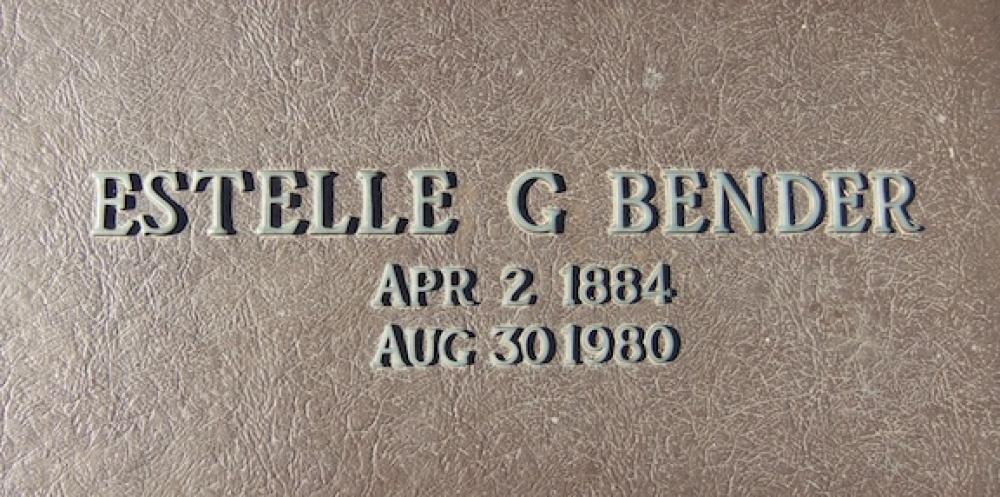 ESTELLE G BENDER
APR 2 1884
AUG 30 1980